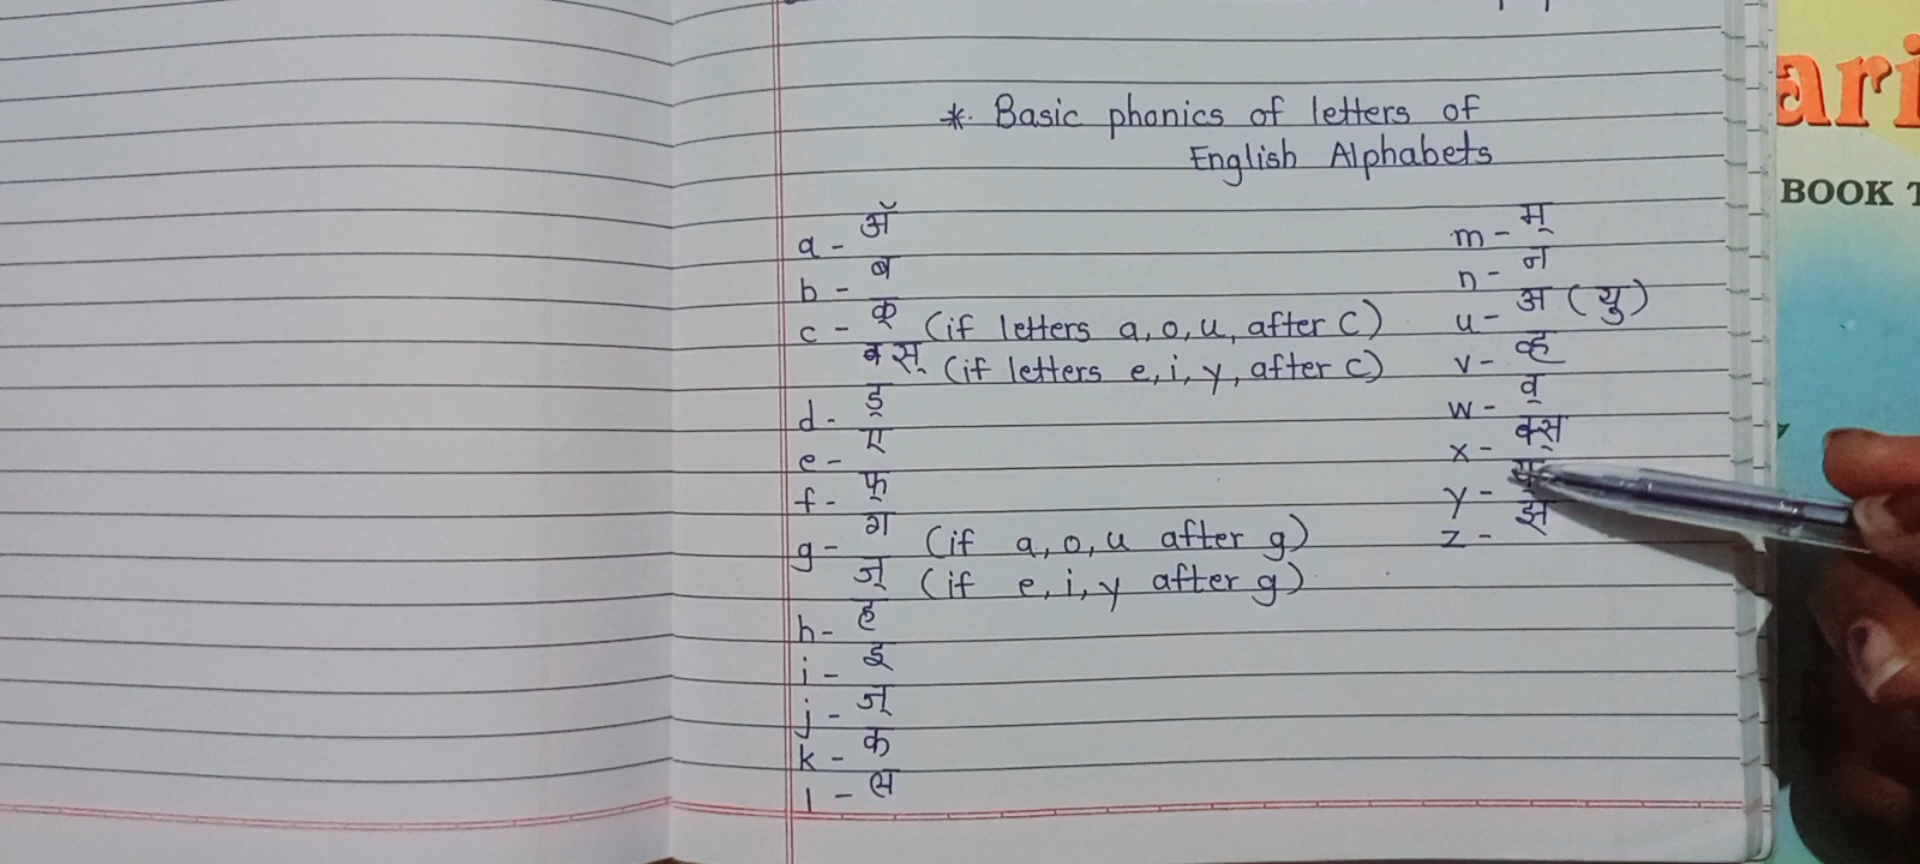 *. Basic phonics of letters of
English Alphabets
a - ॲ
b - ब
c - क् (if letters a, o, u, after c)
स् (if letters e, i, y, after c)
d - ड्
e - ए
f - फ्
g - ग (if a, o, u after g)
ज् (if e, i, y after g)
h - ह
i - इ
j - ज्
k - क
l - ल
m - म्
n - न
u - अ (यु)
v - व्ह
w - व्
x - क्स
y - य्
z - झ
ari
BOOK